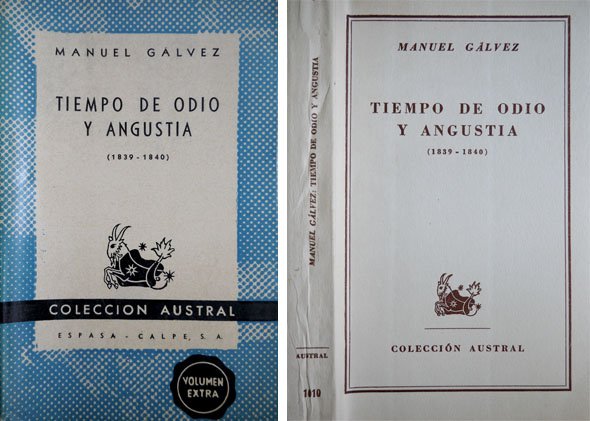 MANUEL GÁLVEZ
TIEMPO DE ODIO
Y ANGUSTIA
(1839-1840)
COLECCION AUSTRAL
ESPASA - CALPE, S. A.
VOLUMEN
EXTRA
MANUEL GÁLVEZ: TIEMPO DE ODIO Y ANGUSTIA
AUSTRAL
1010
MANUEL GÁLVEZ
TIEMPO DE ODIO
Y ANGUSTIA
(1839-1840)
COLECCIÓN AUSTRAL